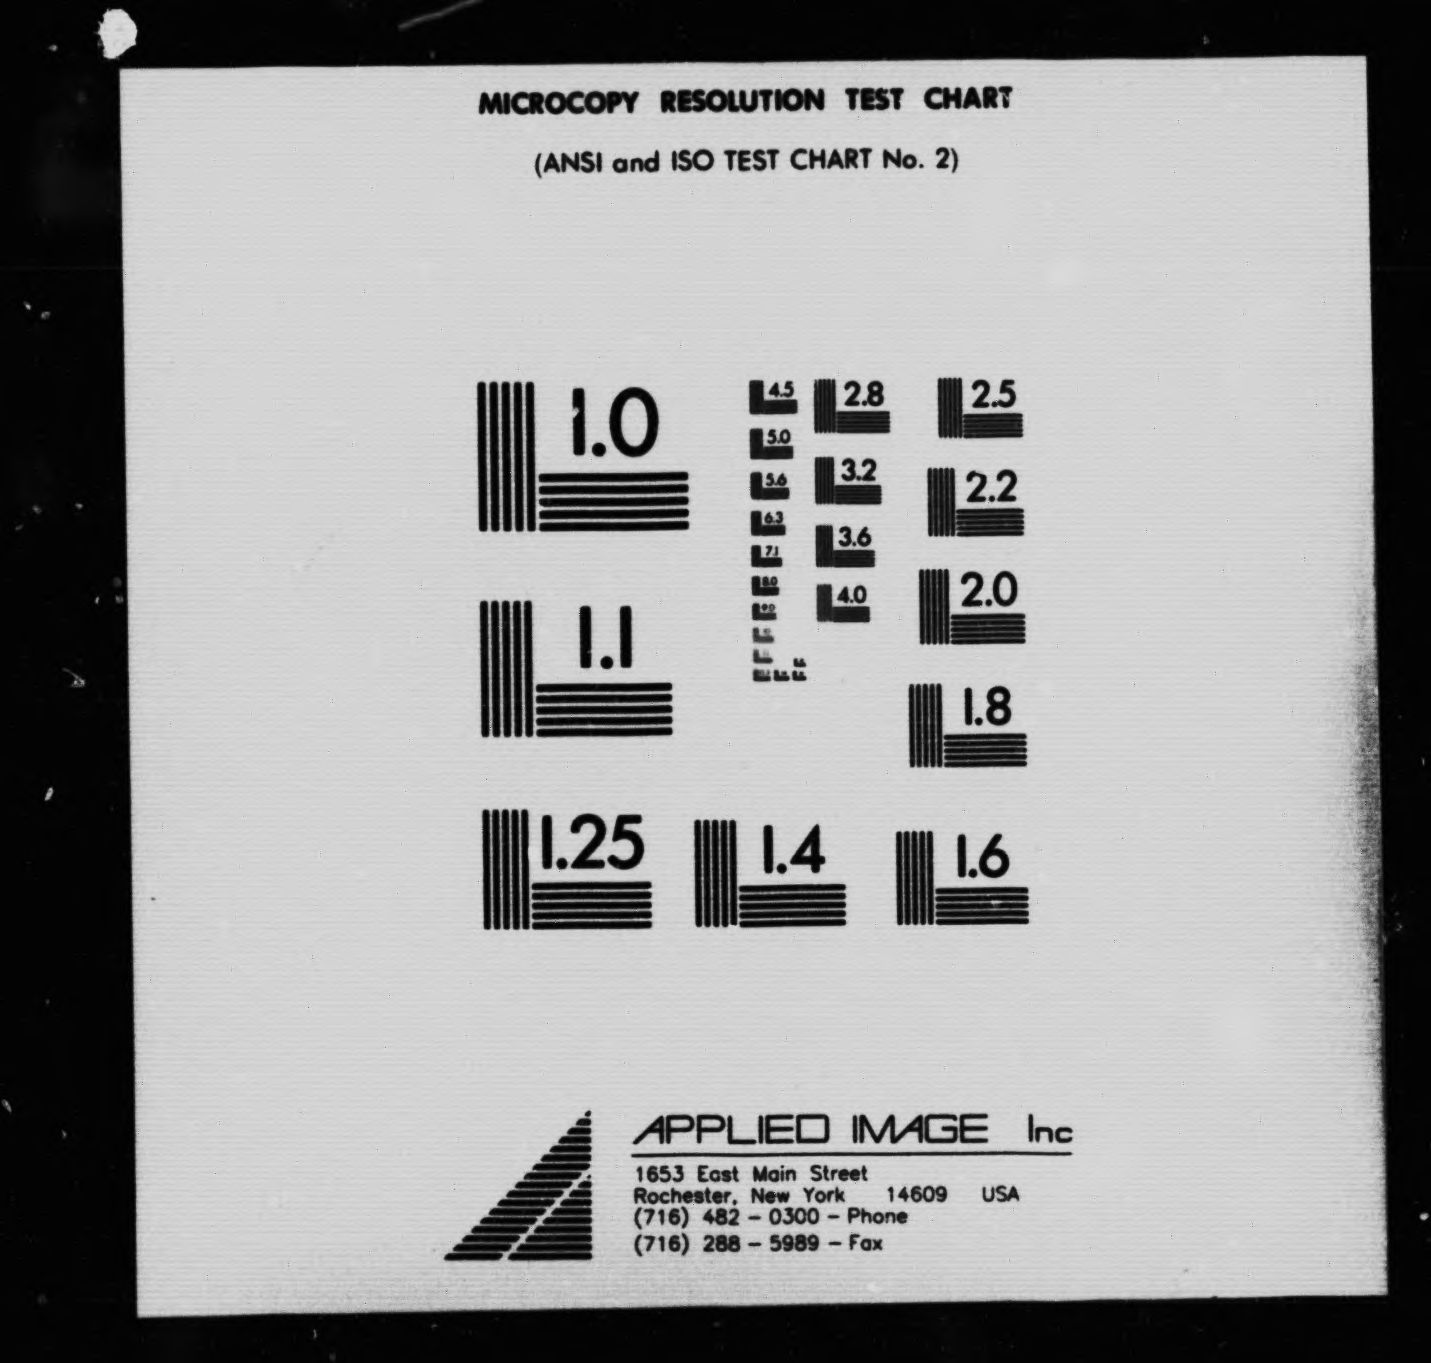 MICROCOPY RESOLUTION TEST CHART
(ANSI and ISO TEST CHART No. 2)
1.0
1.1
1.25
1.4
1.6
1.8
2.0
2.2
2.5
2.8
3.2
3.6
4.0
4.5
5.0
5.6
6.3
7.1
8.0
9.0
APPLIED IMAGE Inc
1653 East Main Street
Rochester, New York 14609 USA
(716) 482 - 0300 - Phone
(716) 288 - 5989 - Fax